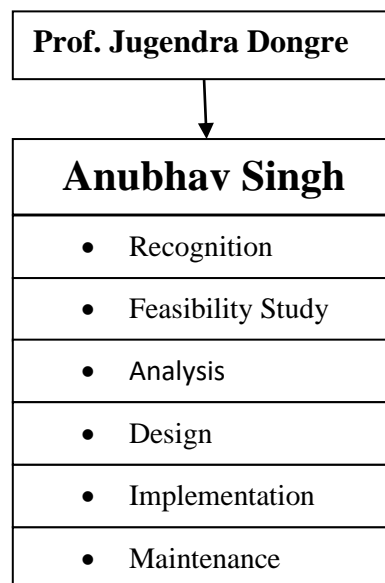 Prof. Jugendra Dongre
Anubhav Singh
• Recognition
• Feasibility Study
• Analysis
• Design
• Implementation
• Maintenance